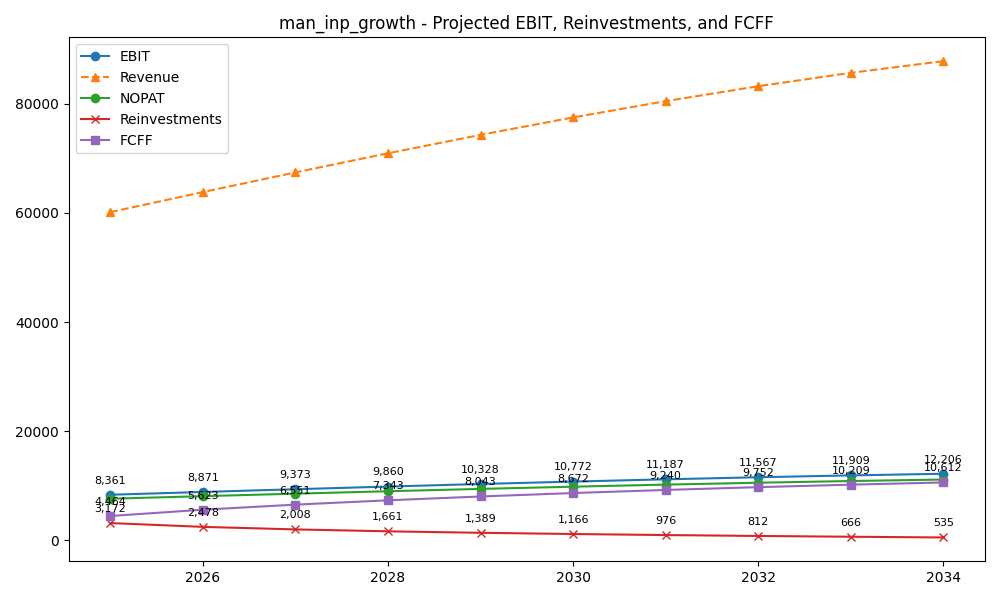 man_inp_growth - Projected EBIT, Reinvestments, and FCFF
EBIT
Revenue
NOPAT
Reinvestments
FCFF
80000
60000
40000
20000
0
8,361 8,871 9,373 9,860 10,328 10,772 11,187 11,567 11,909 12,206
4,464 5,623 6,551 7,343 8,043 8,672 9,240 9,752 10,209 10,612
3,172 2,478 2,008 1,661 1,389 1,166 976 812 666 535
2026 2028 2030 2032 2034